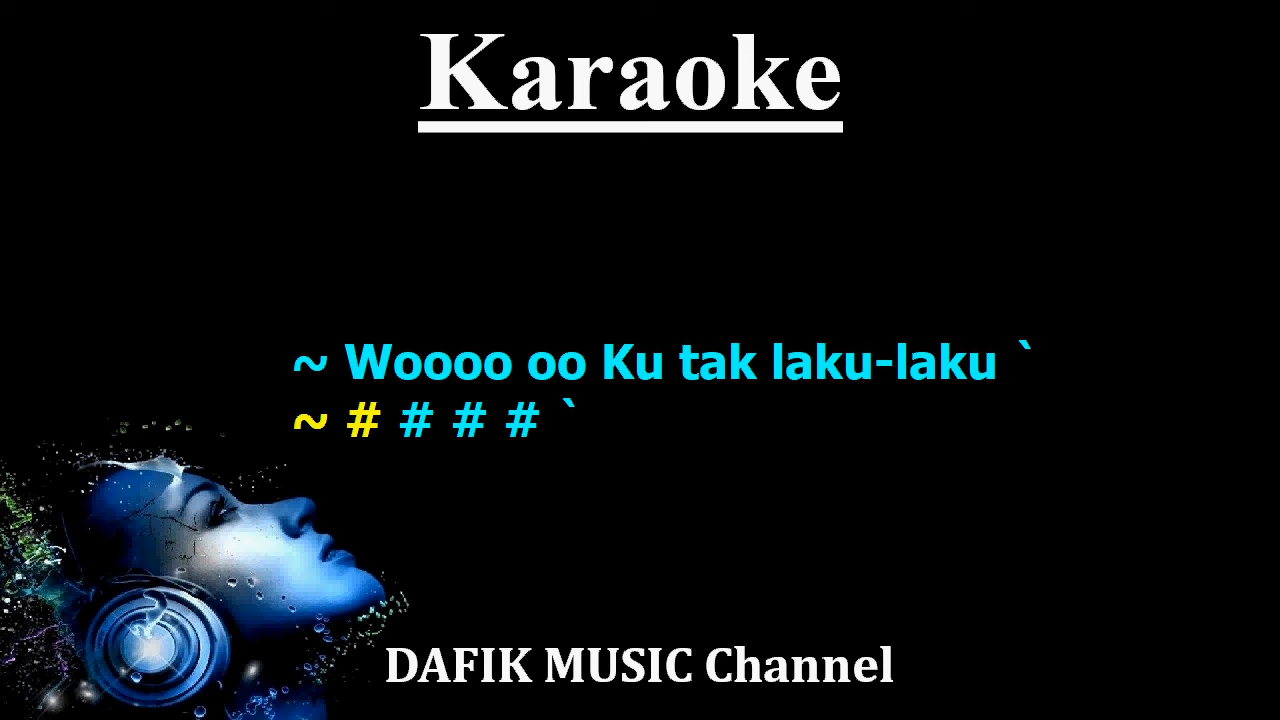 Karaoke
~ Woooo oo Ku tak laku-laku `
~ # # # # `
DAFIK MUSIC Channel